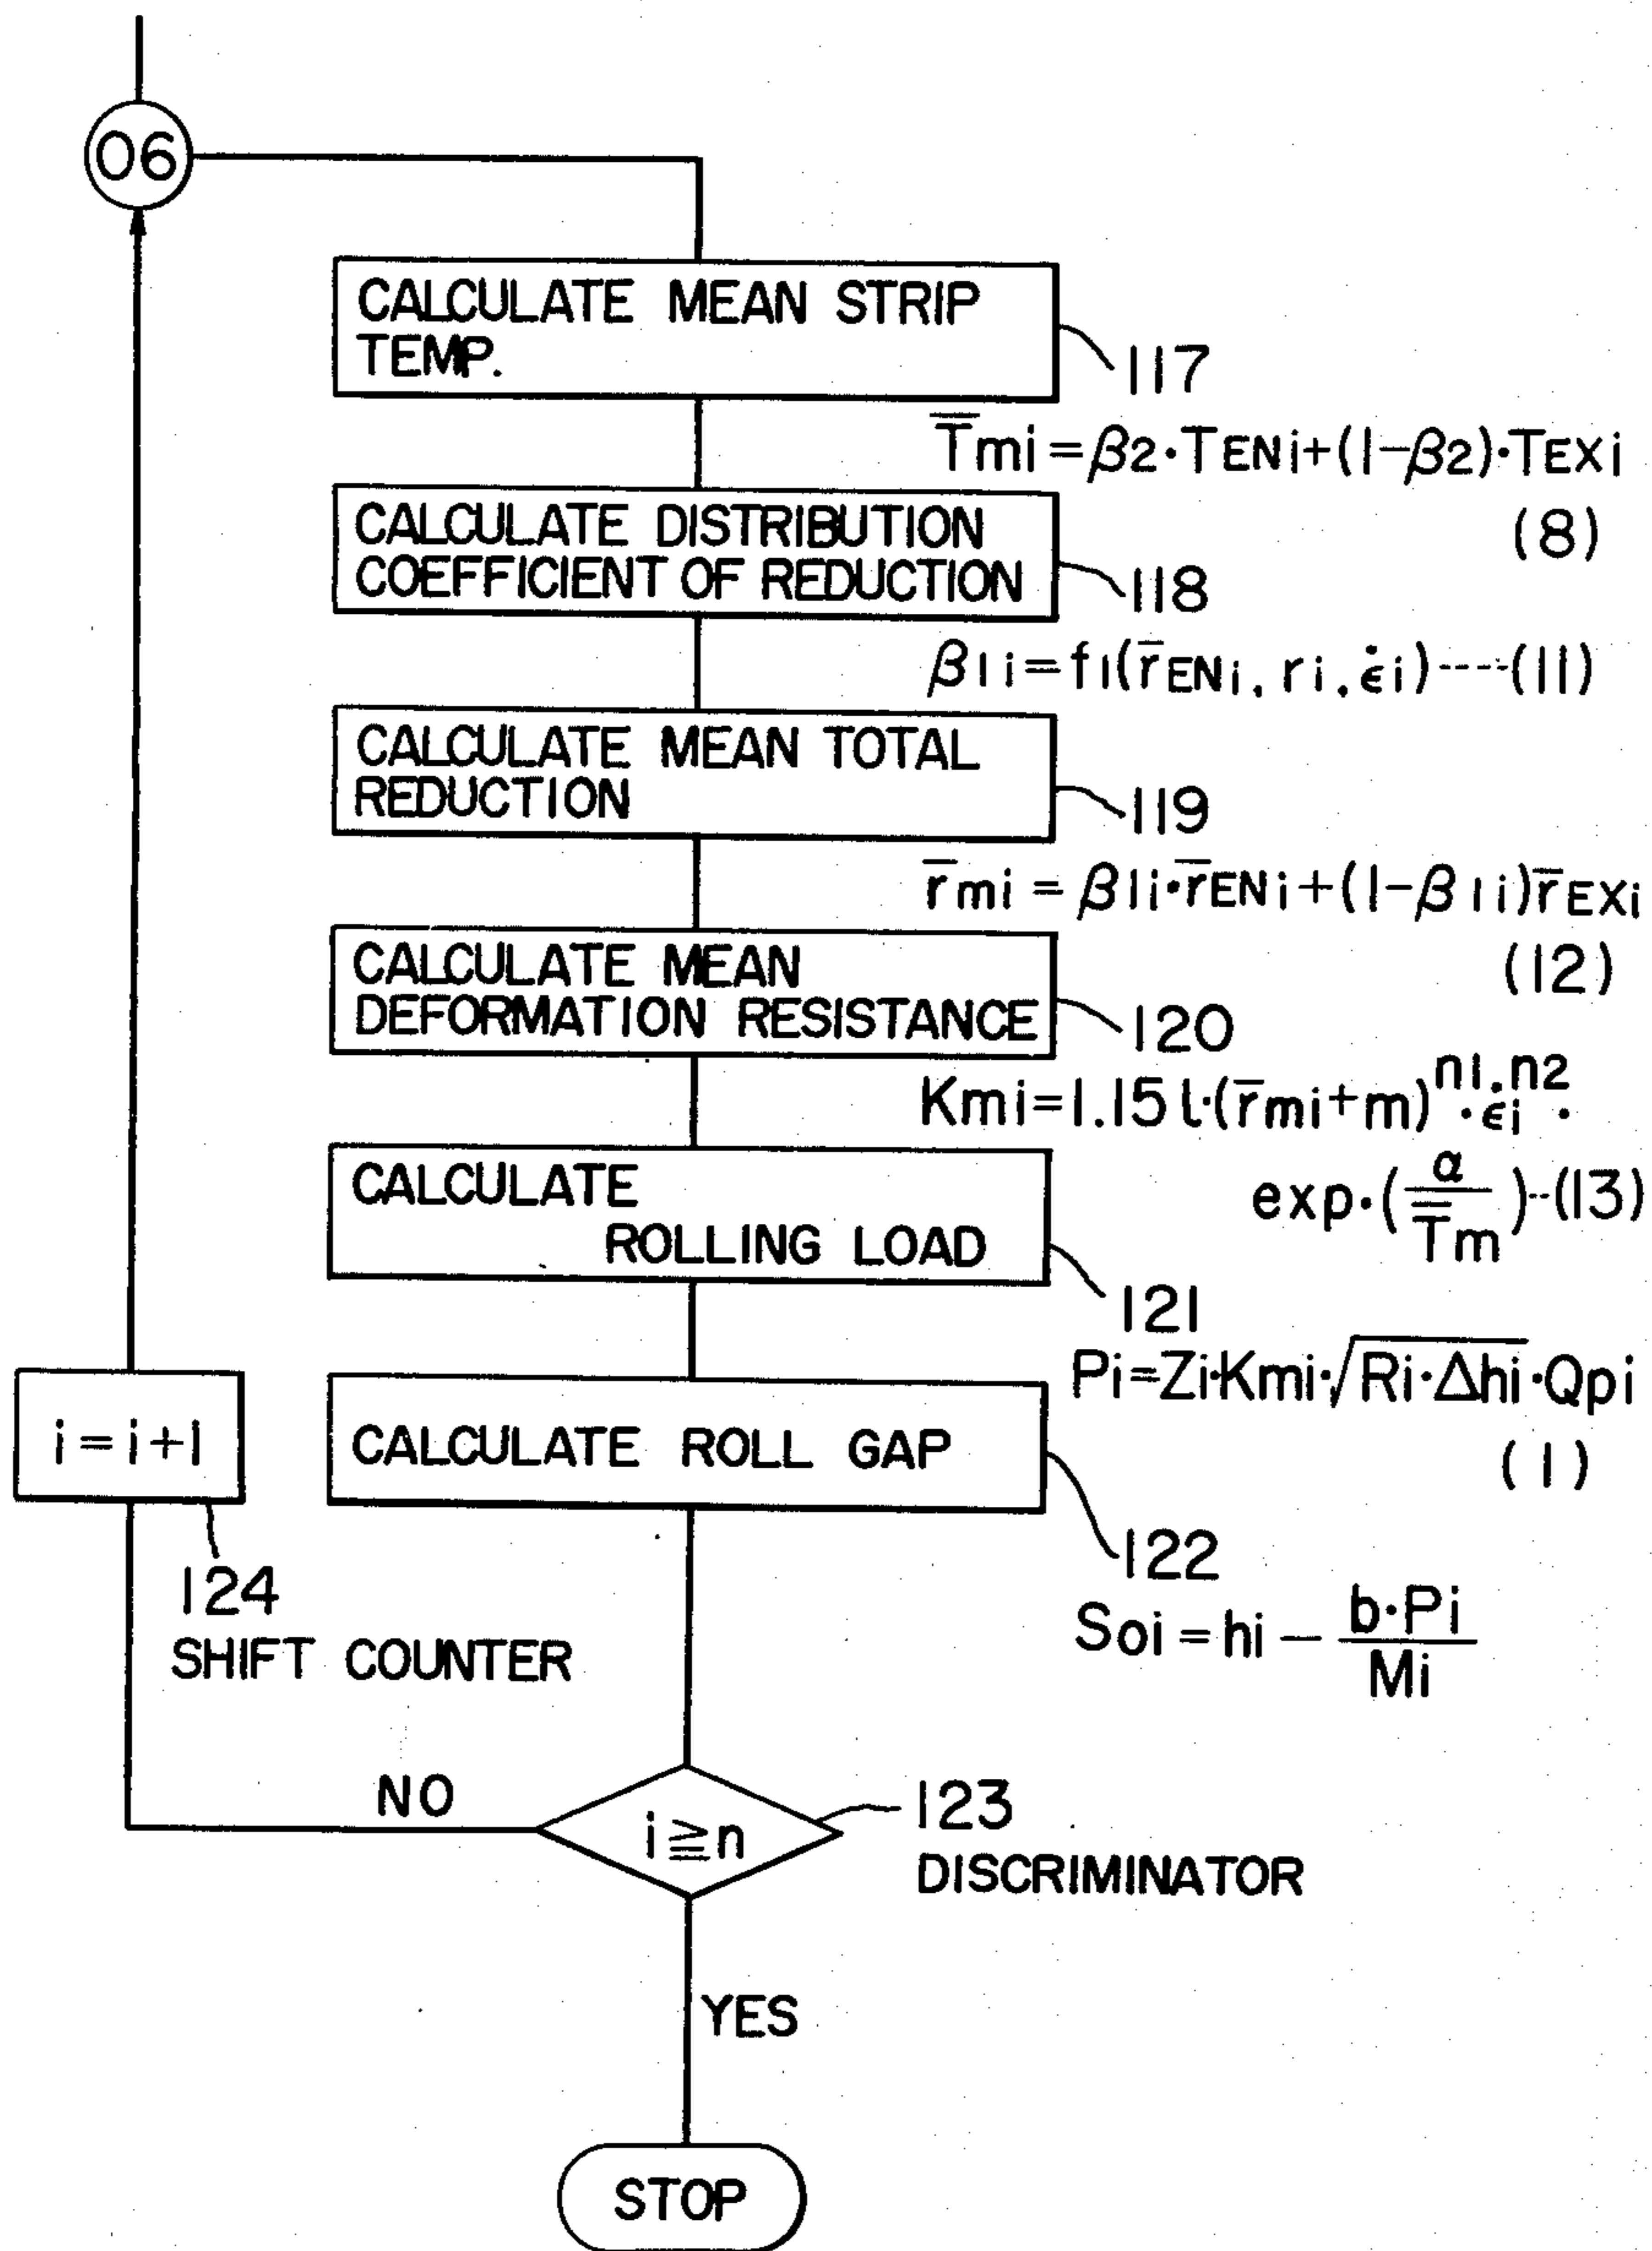 06
CALCULATE MEAN STRIP
TEMP.
117
T̅mi = β2·TENi+(1-β2)·TEXi
(8)
CALCULATE DISTRIBUTION
COEFFICIENT OF REDUCTION
118
β1i = f1(r̅ENi, ri, ε̇i)----(11)
CALCULATE MEAN TOTAL
REDUCTION
119
r̅mi = β1i·r̅ENi+(1-β1i)r̅EXi
(12)
CALCULATE MEAN
DEFORMATION RESISTANCE
120
Kmi=1.15 l·(r̅mi+m)^n1·ε̇i^n2·
exp·(α/T̿m)--(13)
CALCULATE
ROLLING LOAD
121
Pi=Zi·Kmi·√(Ri·Δhi)·Qpi
(1)
CALCULATE ROLL GAP
122
Soi = hi − b·Pi/Mi
i = i+1
124
SHIFT COUNTER
NO
i≧n
123
DISCRIMINATOR
YES
STOP